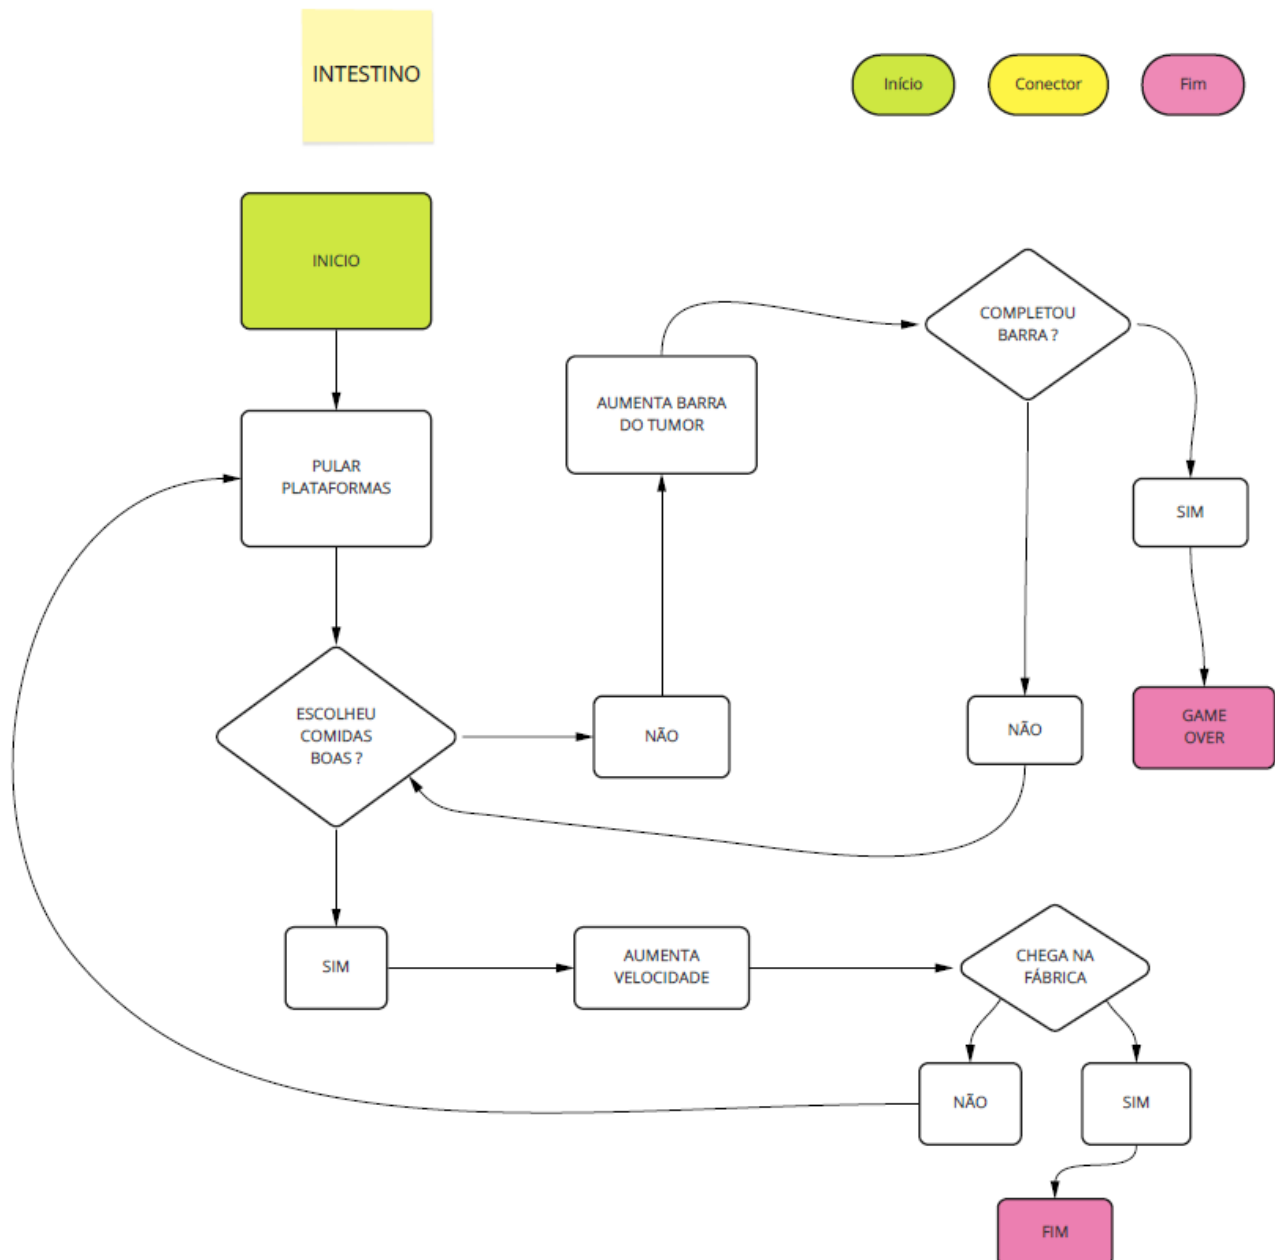 INTESTINO
Início
Conector
Fim
INICIO
PULAR
PLATAFORMAS
ESCOLHEU
COMIDAS
BOAS ?
NÃO
AUMENTA BARRA
DO TUMOR
COMPLETOU
BARRA ?
SIM
GAME
OVER
NÃO
SIM
AUMENTA
VELOCIDADE
CHEGA NA
FÁBRICA
NÃO
SIM
FIM